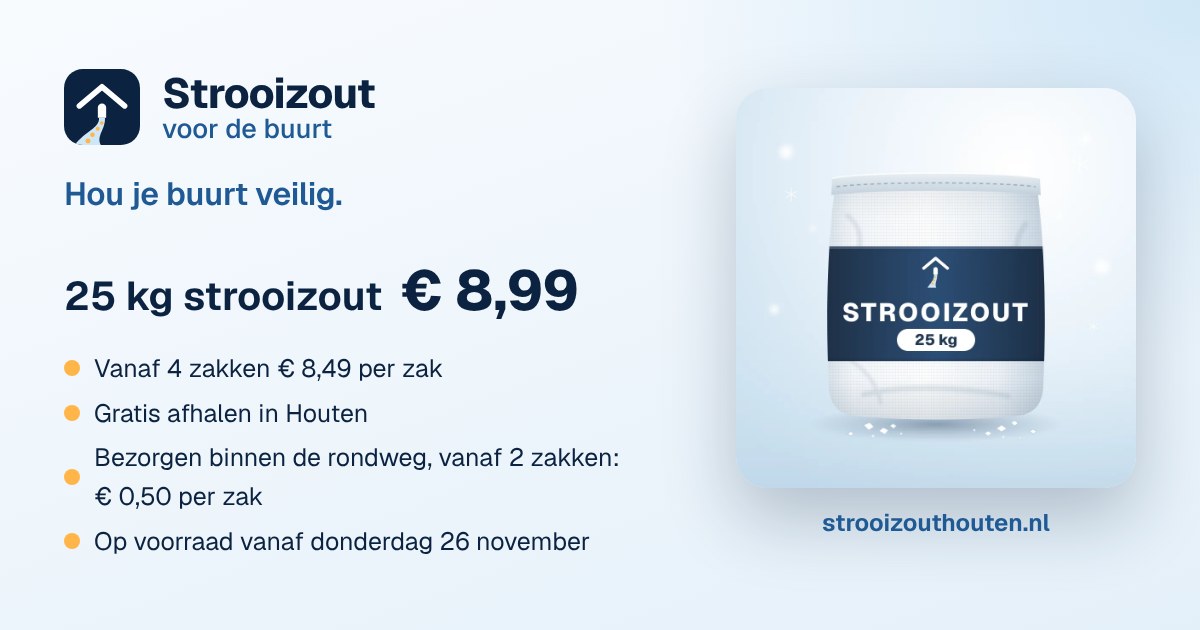 Strooizout
voor de buurt
Hou je buurt veilig.
25 kg strooizout € 8,99
Vanaf 4 zakken € 8,49 per zak
Gratis afhalen in Houten
Bezorgen binnen de rondweg, vanaf 2 zakken:
€ 0,50 per zak
Op voorraad vanaf donderdag 26 november
STROOIZOUT
25 kg
strooizouthouten.nl